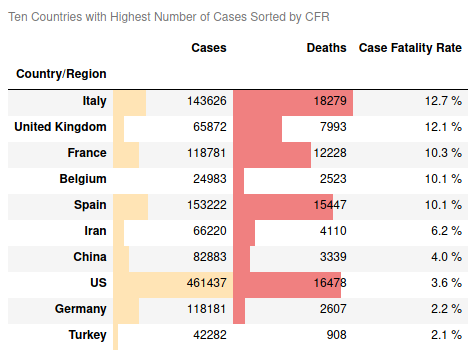 Ten Countries with Highest Number of Cases Sorted by CFR
Cases Deaths Case Fatality Rate
Country/Region
Italy 143626 18279 12.7 %
United Kingdom 65872 7993 12.1 %
France 118781 12228 10.3 %
Belgium 24983 2523 10.1 %
Spain 153222 15447 10.1 %
Iran 66220 4110 6.2 %
China 82883 3339 4.0 %
US 461437 16478 3.6 %
Germany 118181 2607 2.2 %
Turkey 42282 908 2.1 %